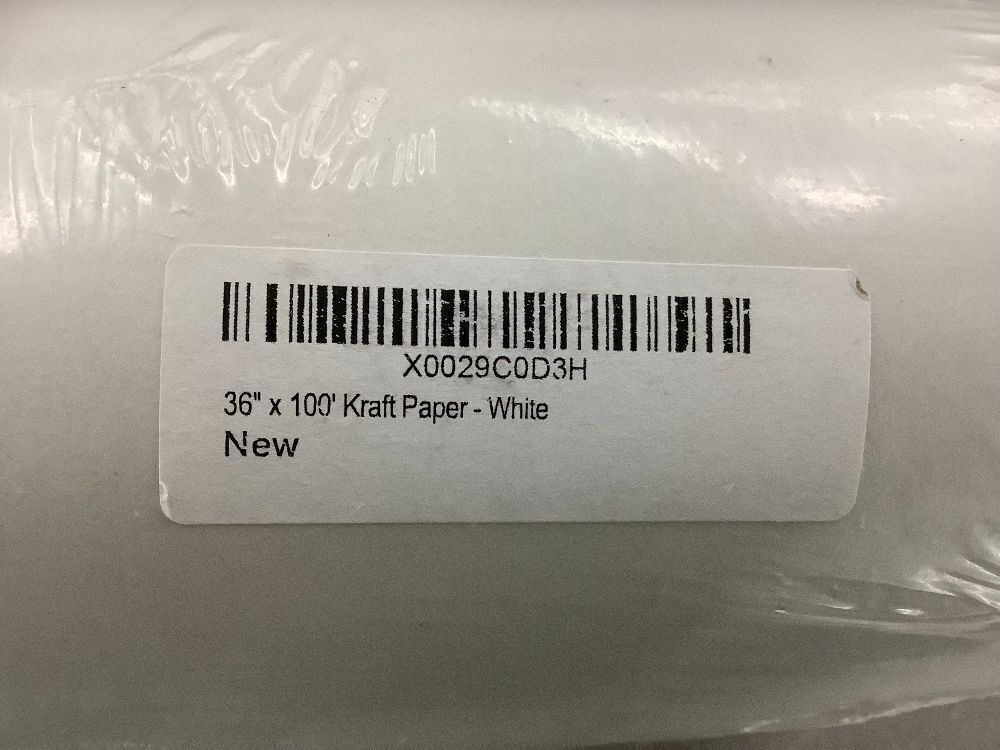 X0029C0D3H
36" x 100' Kraft Paper - White
New